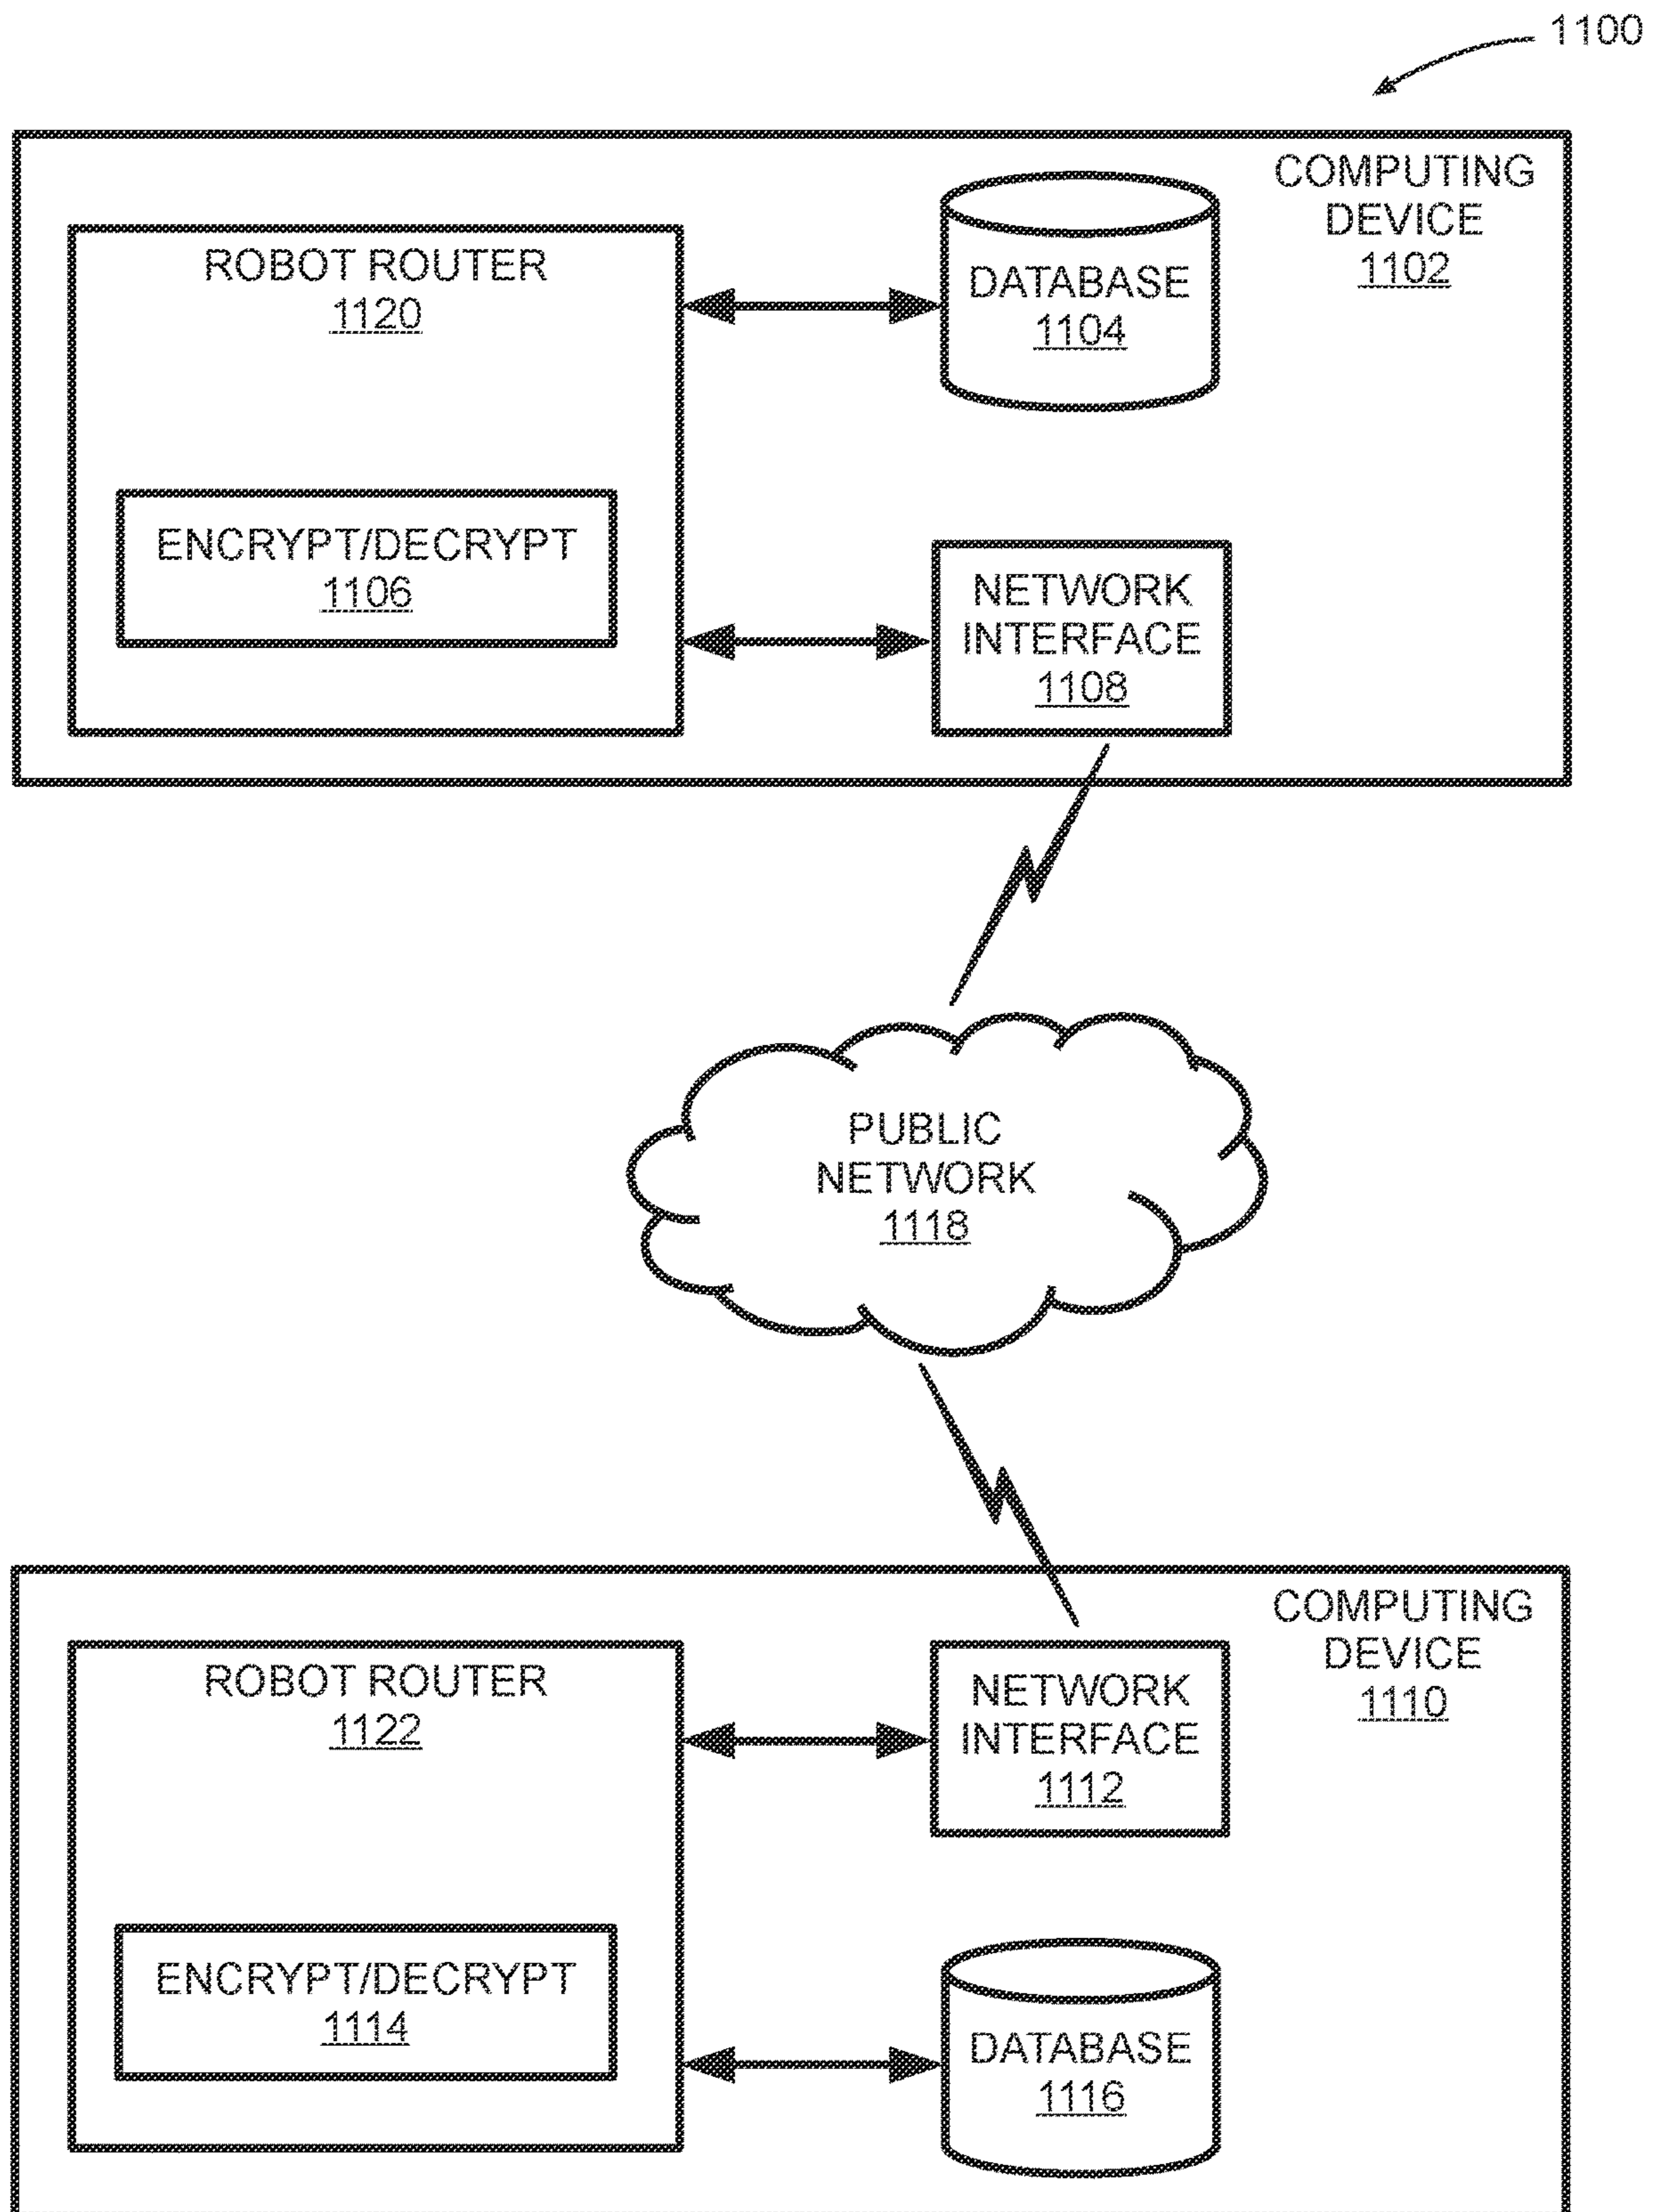 1100
COMPUTING
DEVICE
1102
ROBOT ROUTER
1120
DATABASE
1104
ENCRYPT/DECRYPT
1106
NETWORK
INTERFACE
1108
PUBLIC
NETWORK
1118
COMPUTING
DEVICE
1110
ROBOT ROUTER
1122
NETWORK
INTERFACE
1112
ENCRYPT/DECRYPT
1114
DATABASE
1116